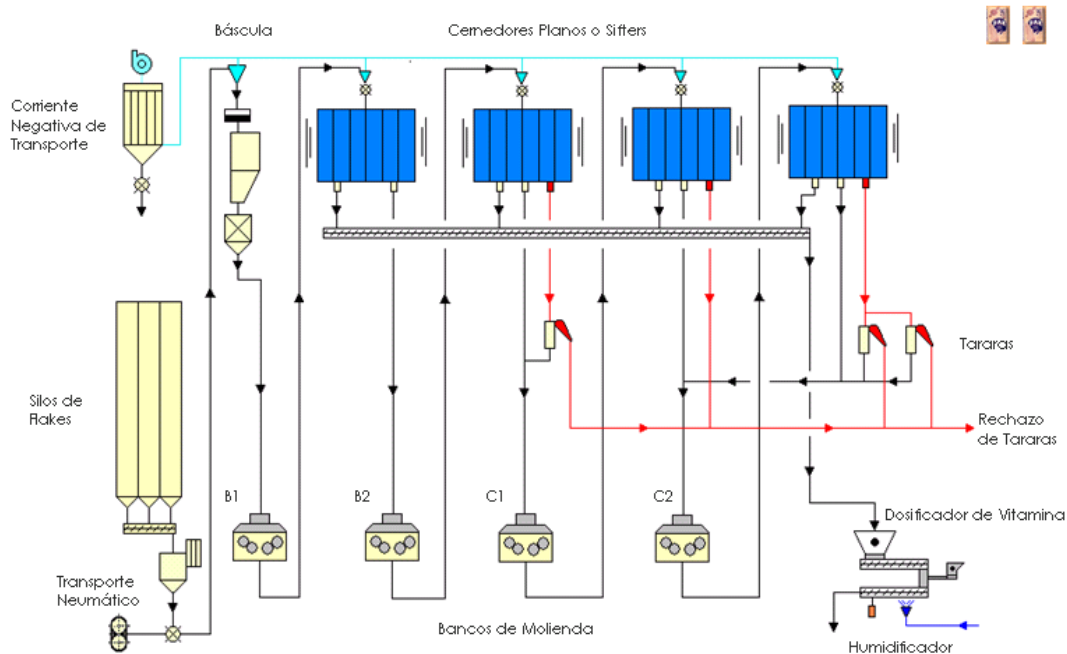 Báscula
Cernedores Planos o Sifters
Corriente
Negativa de
Transporte
Tararas
Silos de
Flakes
Rechazo
de Tararas
B1
B2
C1
C2
Dosificador de Vitamina
Transporte
Neumático
Bancos de Molienda
Humidificador